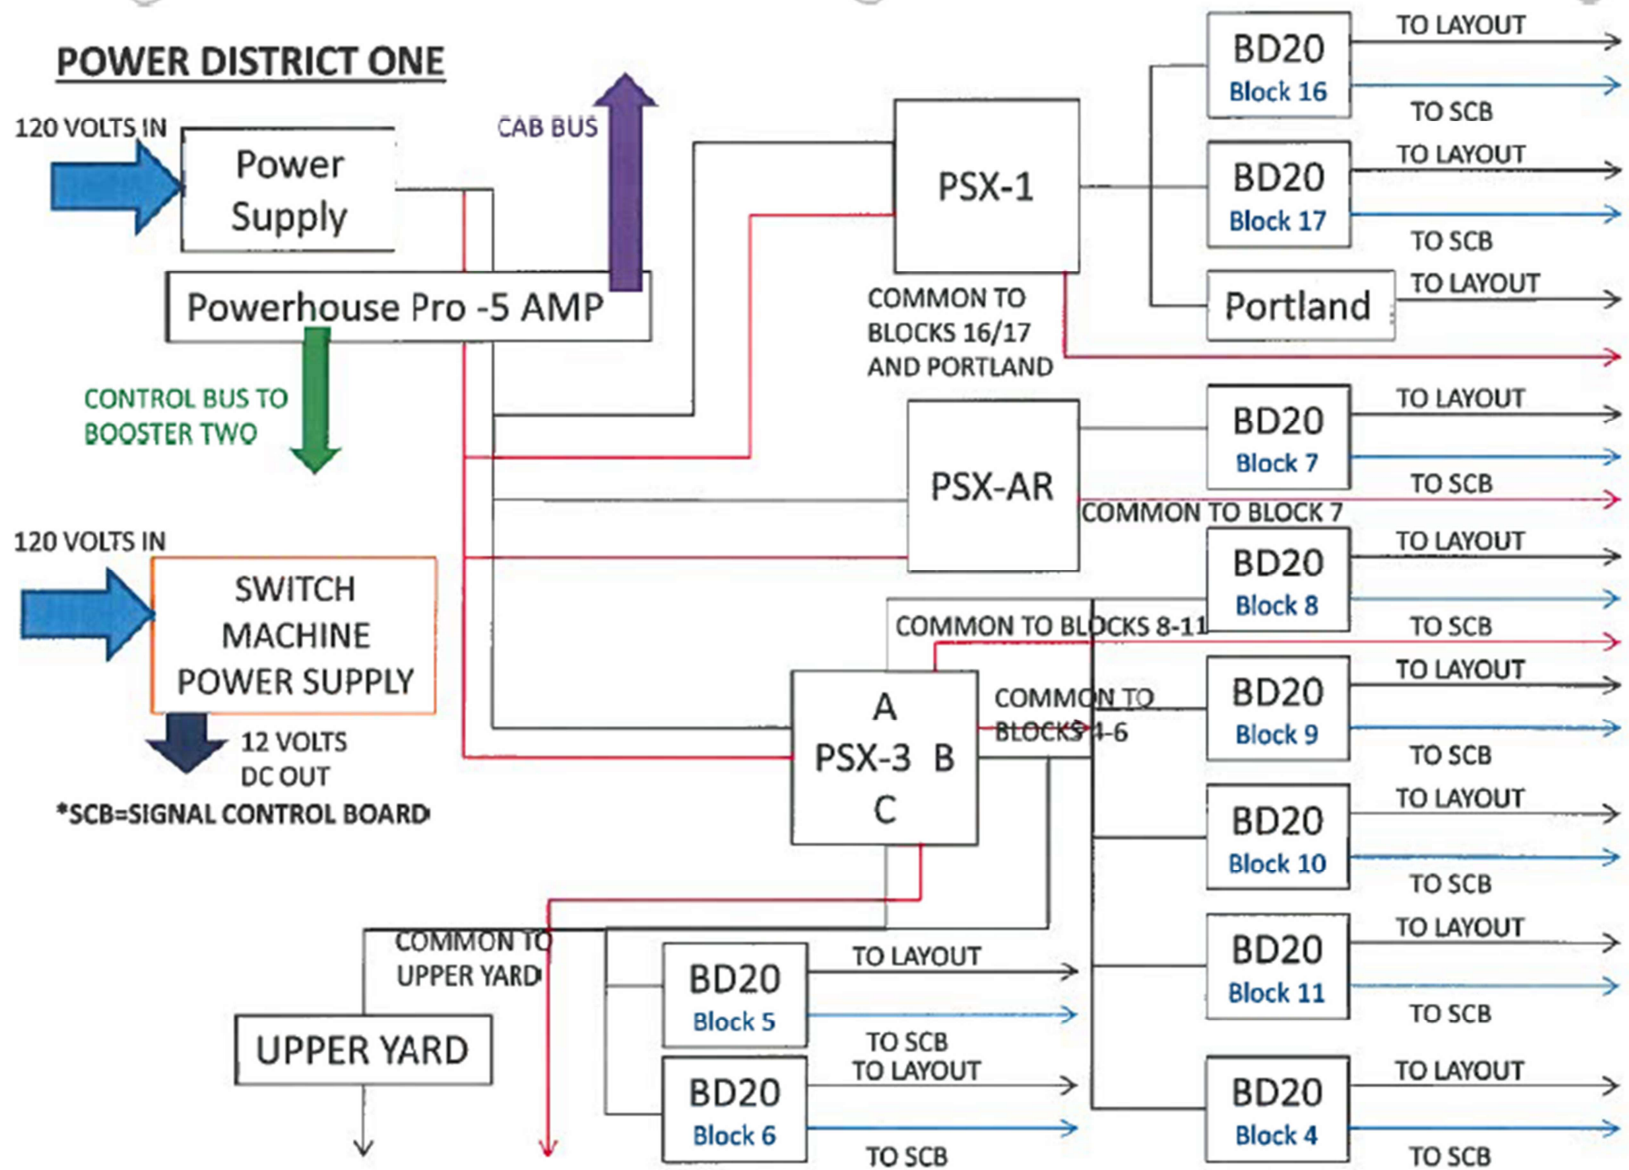 POWER DISTRICT ONE
120 VOLTS IN
Power
Supply
CAB BUS
Powerhouse Pro -5 AMP
CONTROL BUS TO
BOOSTER TWO
120 VOLTS IN
SWITCH
MACHINE
POWER SUPPLY
12 VOLTS
DC OUT
*SCB=SIGNAL CONTROL BOARD
PSX-1
COMMON TO
BLOCKS 16/17
AND PORTLAND
BD20
Block 16
TO LAYOUT
TO SCB
BD20
Block 17
TO LAYOUT
TO SCB
Portland
TO LAYOUT
PSX-AR
BD20
Block 7
TO LAYOUT
TO SCB
COMMON TO BLOCK 7
BD20
Block 8
TO LAYOUT
TO SCB
COMMON TO BLOCKS 8-11
A
PSX-3 B
C
COMMON TO
BLOCKS 4-6
BD20
Block 9
TO LAYOUT
TO SCB
BD20
Block 10
TO LAYOUT
TO SCB
BD20
Block 11
TO LAYOUT
TO SCB
BD20
Block 4
TO LAYOUT
TO SCB
COMMON TO
UPPER YARD
UPPER YARD
BD20
Block 5
TO LAYOUT
TO SCB
BD20
Block 6
TO LAYOUT
TO SCB